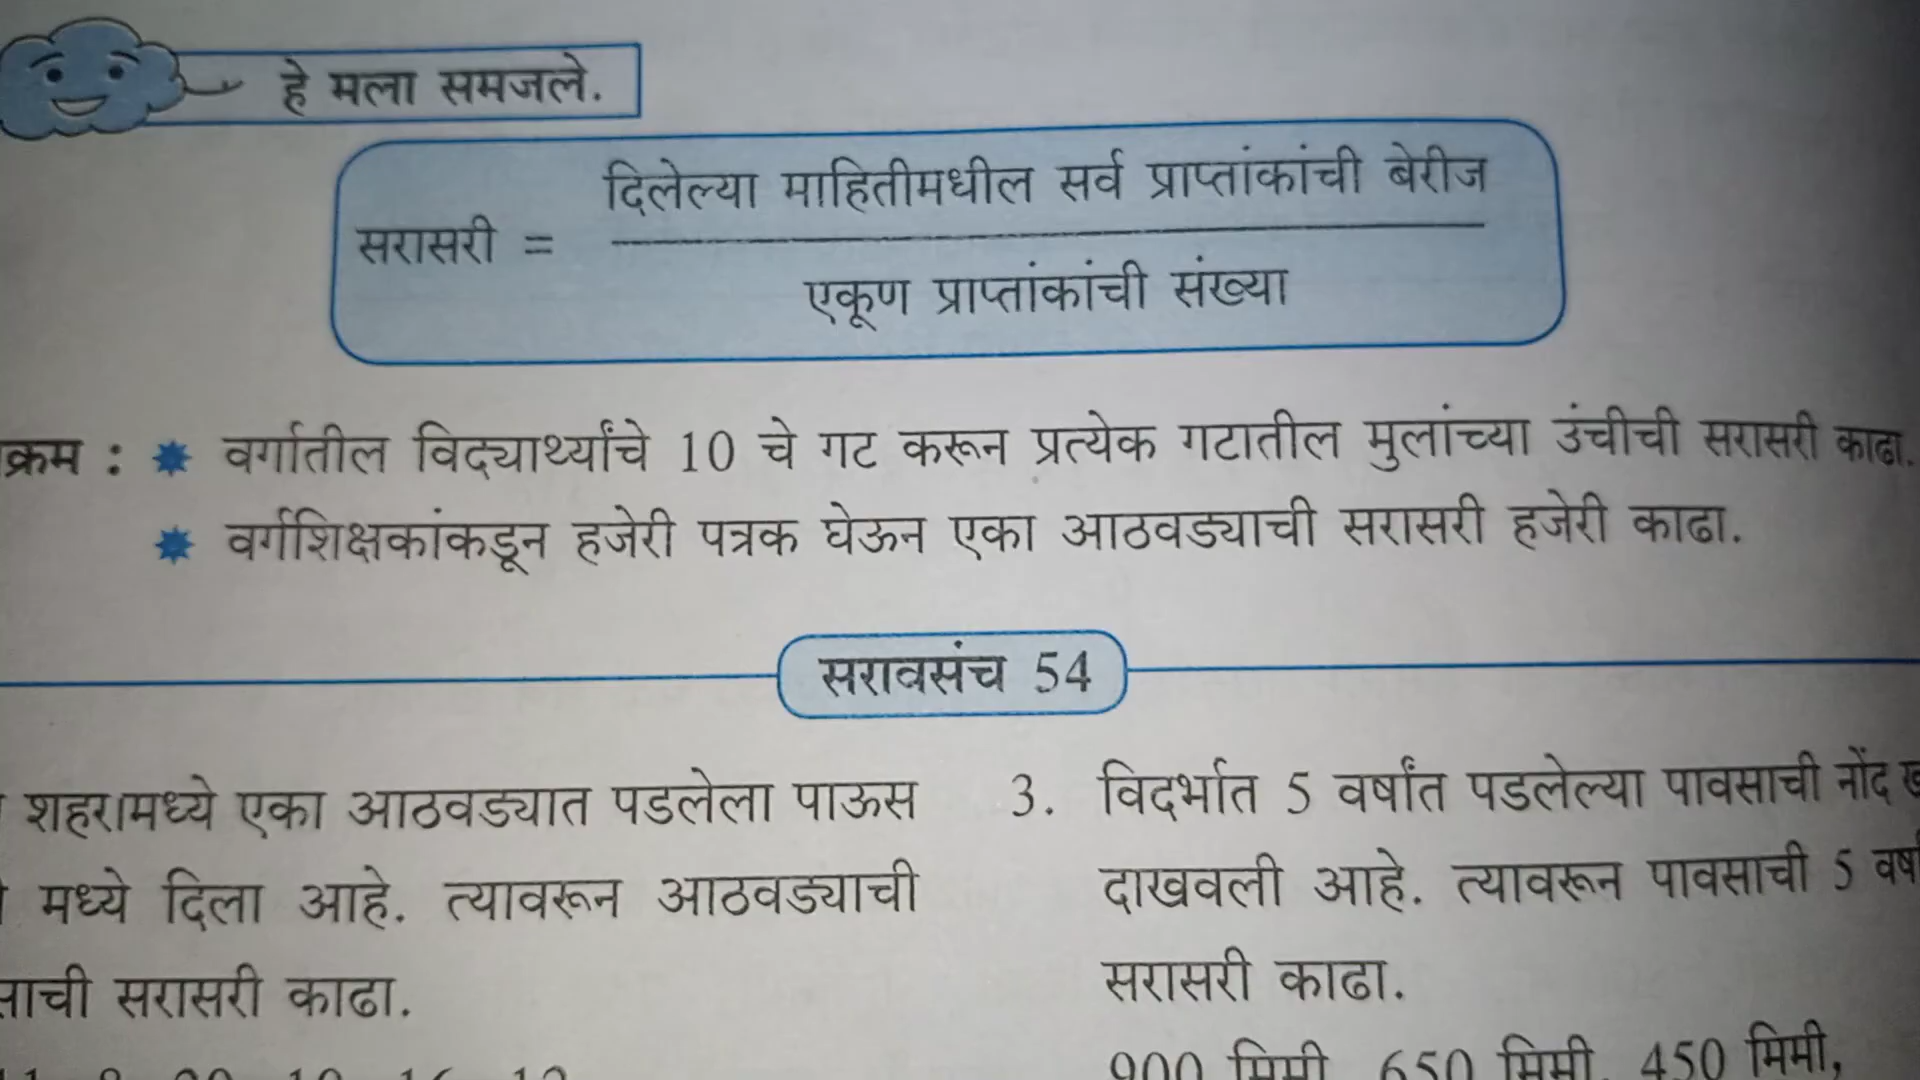 हे मला समजले.
दिलेल्या माहितीमधील सर्व प्राप्तांकांची बेरीज
सरासरी =
एकूण प्राप्तांकांची संख्या
क्रम : वर्गातील विद्यार्थ्यांचे 10 चे गट करून प्रत्येक गटातील मुलांच्या उंचीची सरासरी काढा.
वर्गशिक्षकांकडून हजेरी पत्रक घेऊन एका आठवड्याची सरासरी हजेरी काढा.
सरावसंच 54
शहरामध्ये एका आठवड्यात पडलेला पाऊस
मध्ये दिला आहे. त्यावरून आठवड्याची
साची सरासरी काढा.
3. विदर्भात 5 वर्षांत पडलेल्या पावसाची नोंद
दाखवली आहे. त्यावरून पावसाची 5
सरासरी काढा.
900 मिमी, 650 मिमी, 450 मिमी,